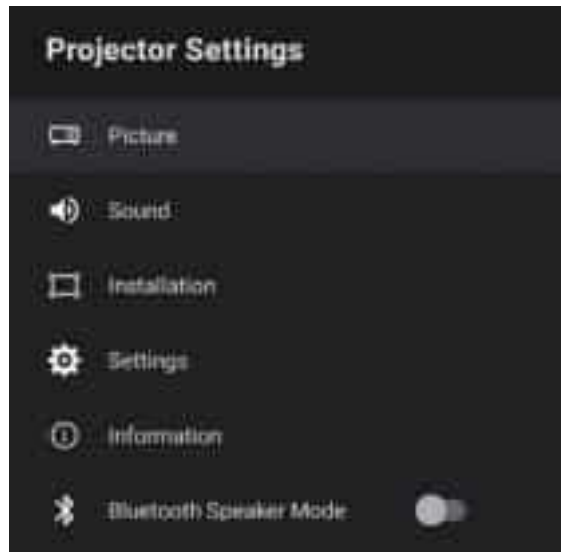 Projector Settings
Picture
Sound
Installation
Settings
Information
Bluetooth Speaker Mode